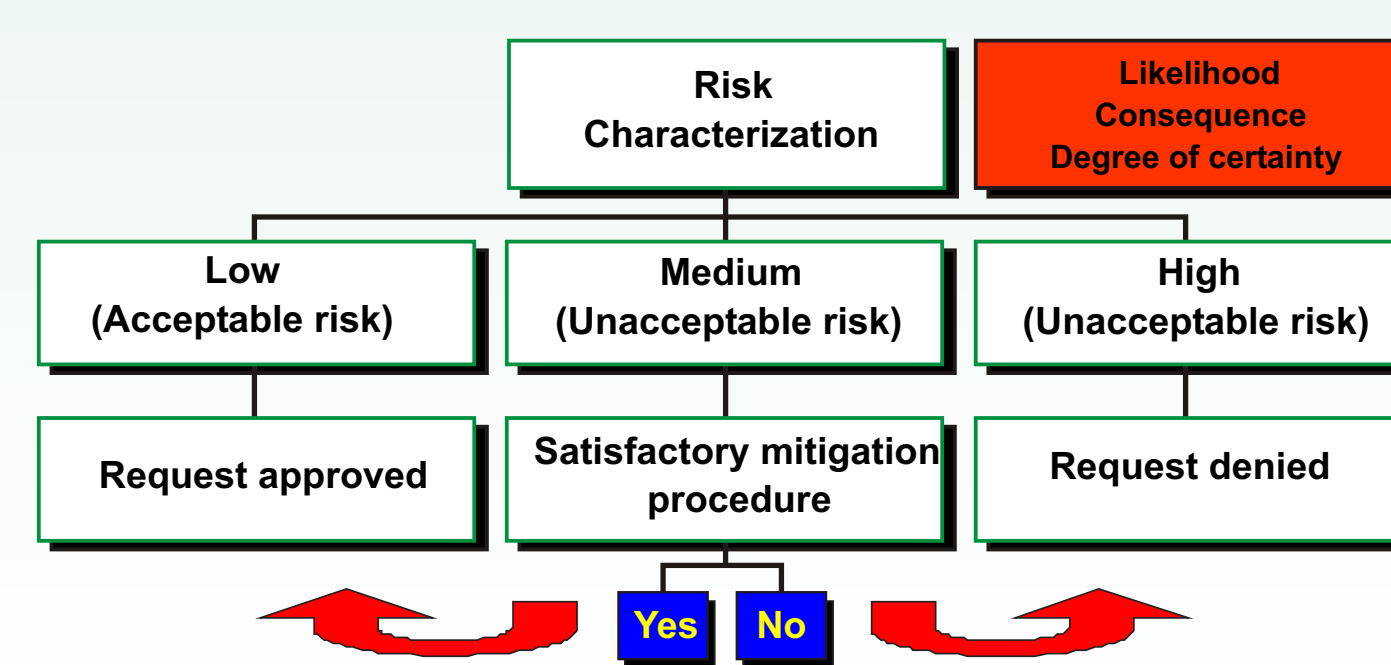 Risk
Characterization
Likelihood
Consequence
Degree of certainty
Low
(Acceptable risk)
Medium
(Unacceptable risk)
High
(Unacceptable risk)
Request approved
Satisfactory mitigation
procedure
Request denied
Yes
No